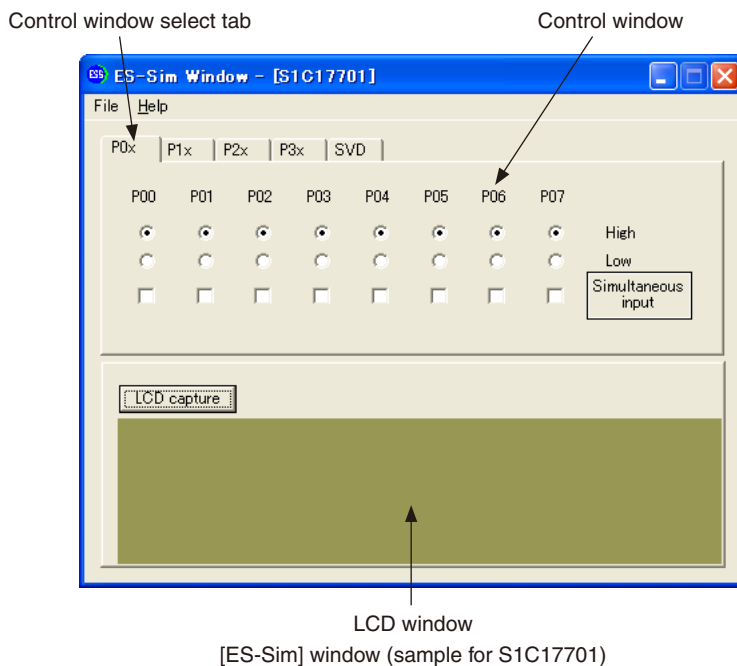 Control window select tab
Control window
ESS ES-Sim Window - [S1C17701]
File Help
P0x P1x P2x P3x SVD
P00 P01 P02 P03 P04 P05 P06 P07
High
Low
Simultaneous
input
LCD capture
LCD window
[ES-Sim] window (sample for S1C17701)